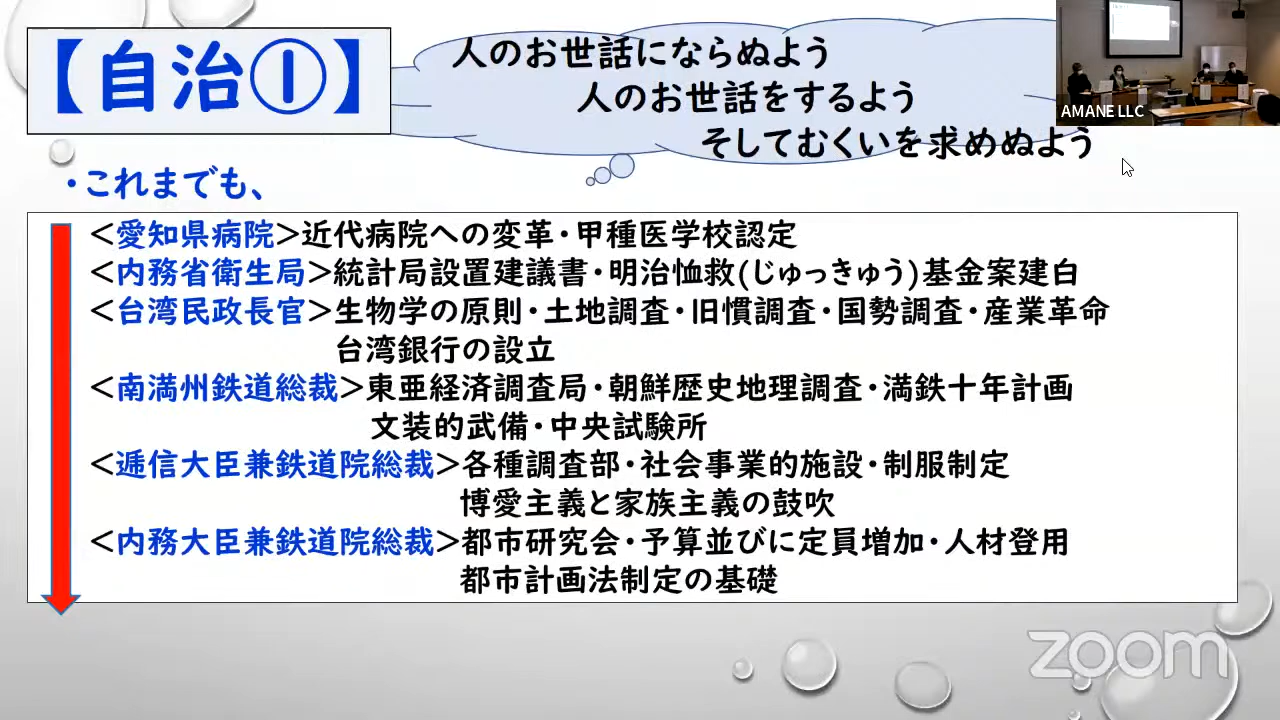 【自治①】
人のお世話にならぬよう
人のお世話をするよう
そしてむくいを求めぬよう
AMANE LLC
・これまでも、
＜愛知県病院＞近代病院への変革・甲種医学校認定
＜内務省衛生局＞統計局設置建議書・明治恤救(じゅっきゅう)基金案建白
＜台湾民政長官＞生物学の原則・土地調査・旧慣調査・国勢調査・産業革命
台湾銀行の設立
＜南満州鉄道総裁＞東亜経済調査局・朝鮮歴史地理調査・満鉄十年計画
文装的武備・中央試験所
＜逓信大臣兼鉄道院総裁＞各種調査部・社会事業的施設・制服制定
博愛主義と家族主義の鼓吹
＜内務大臣兼鉄道院総裁＞都市研究会・予算並びに定員増加・人材登用
都市計画法制定の基礎
zoom